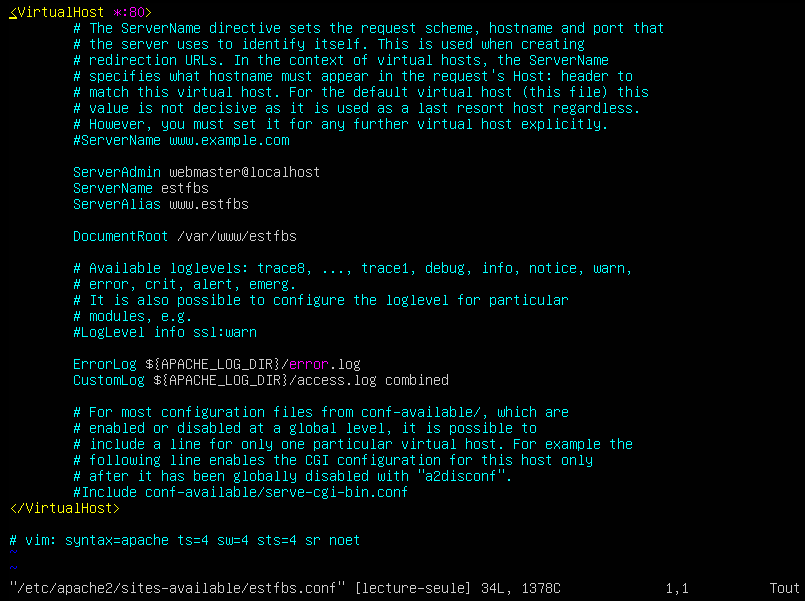 <VirtualHost *:80>
# The ServerName directive sets the request scheme, hostname and port that
# the server uses to identify itself. This is used when creating
# redirection URLs. In the context of virtual hosts, the ServerName
# specifies what hostname must appear in the request's Host: header to
# match this virtual host. For the default virtual host (this file) this
# value is not decisive as it is used as a last resort host regardless.
# However, you must set it for any further virtual host explicitly.
#ServerName www.example.com
ServerAdmin webmaster@localhost
ServerName estfbs
ServerAlias www.estfbs
DocumentRoot /var/www/estfbs
# Available loglevels: trace8, ..., trace1, debug, info, notice, warn,
# error, crit, alert, emerg.
# It is also possible to configure the loglevel for particular
# modules, e.g.
#LogLevel info ssl:warn
ErrorLog ${APACHE_LOG_DIR}/error.log
CustomLog ${APACHE_LOG_DIR}/access.log combined
# For most configuration files from conf-available/, which are
# enabled or disabled at a global level, it is possible to
# include a line for only one particular virtual host. For example the
# following line enables the CGI configuration for this host only
# after it has been globally disabled with "a2disconf".
#Include conf-available/serve-cgi-bin.conf
</VirtualHost>
# vim: syntax=apache ts=4 sw=4 sts=4 sr noet
~
~
"/etc/apache2/sites-available/estfbs.conf" [lecture-seule] 34L, 1378C 1,1 Tout